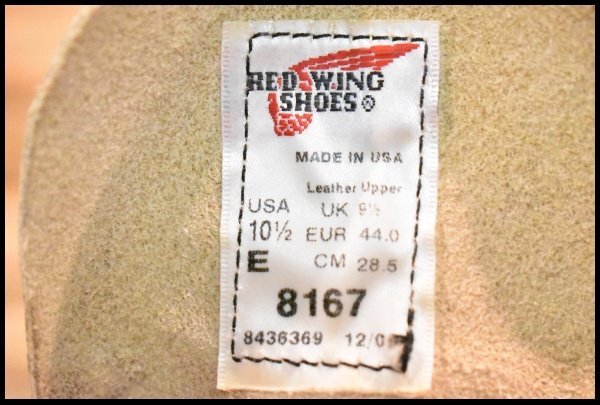 RED WING
SHOES®
MADE IN USA
Leather Upper
USA UK 9½
10½ EUR 44.0
E CM 28.5
8167
8436369